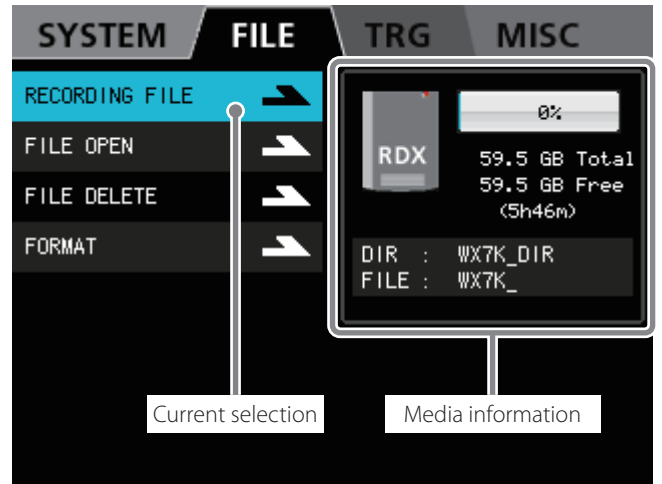 SYSTEM FILE TRG MISC
RECORDING FILE
FILE OPEN
FILE DELETE
FORMAT
RDX
0%
59.5 GB Total
59.5 GB Free
(5h46m)
DIR : WX7K_DIR
FILE : WX7K_
Current selection
Media information